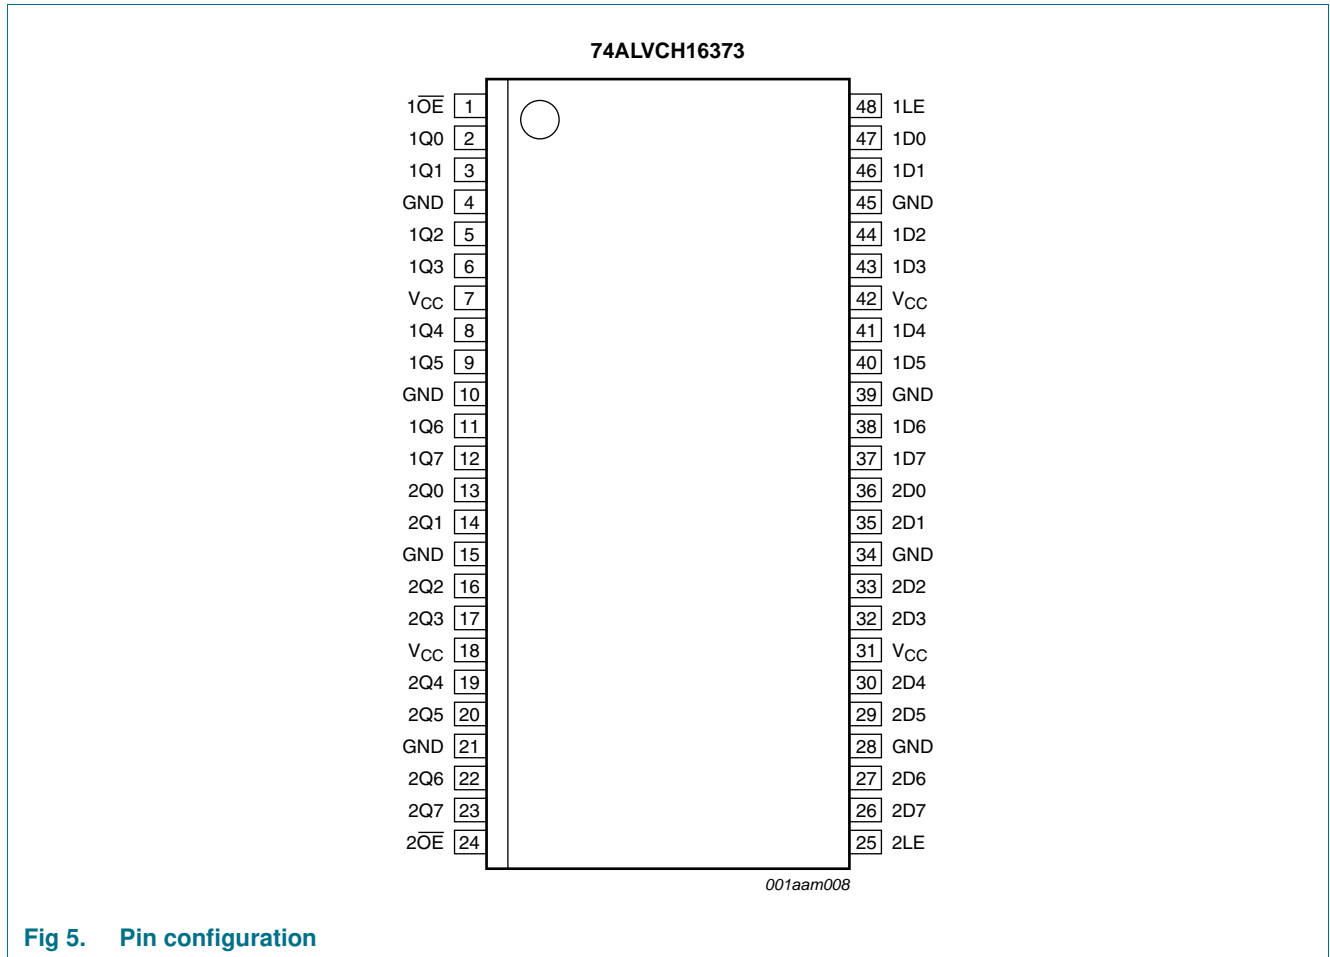 74ALVCH16373
1O̅E̅ 1 48 1LE
1Q0 2 47 1D0
1Q1 3 46 1D1
GND 4 45 GND
1Q2 5 44 1D2
1Q3 6 43 1D3
VCC 7 42 VCC
1Q4 8 41 1D4
1Q5 9 40 1D5
GND 10 39 GND
1Q6 11 38 1D6
1Q7 12 37 1D7
2Q0 13 36 2D0
2Q1 14 35 2D1
GND 15 34 GND
2Q2 16 33 2D2
2Q3 17 32 2D3
VCC 18 31 VCC
2Q4 19 30 2D4
2Q5 20 29 2D5
GND 21 28 GND
2Q6 22 27 2D6
2Q7 23 26 2D7
2O̅E̅ 24 25 2LE
001aam008
Fig 5. Pin configuration